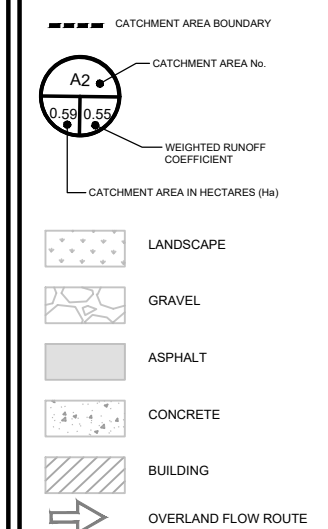 CATCHMENT AREA BOUNDARY
CATCHMENT AREA No.
A2
0.59 0.55
WEIGHTED RUNOFF
COEFFICIENT
CATCHMENT AREA IN HECTARES (Ha)
LANDSCAPE
GRAVEL
ASPHALT
CONCRETE
BUILDING
OVERLAND FLOW ROUTE